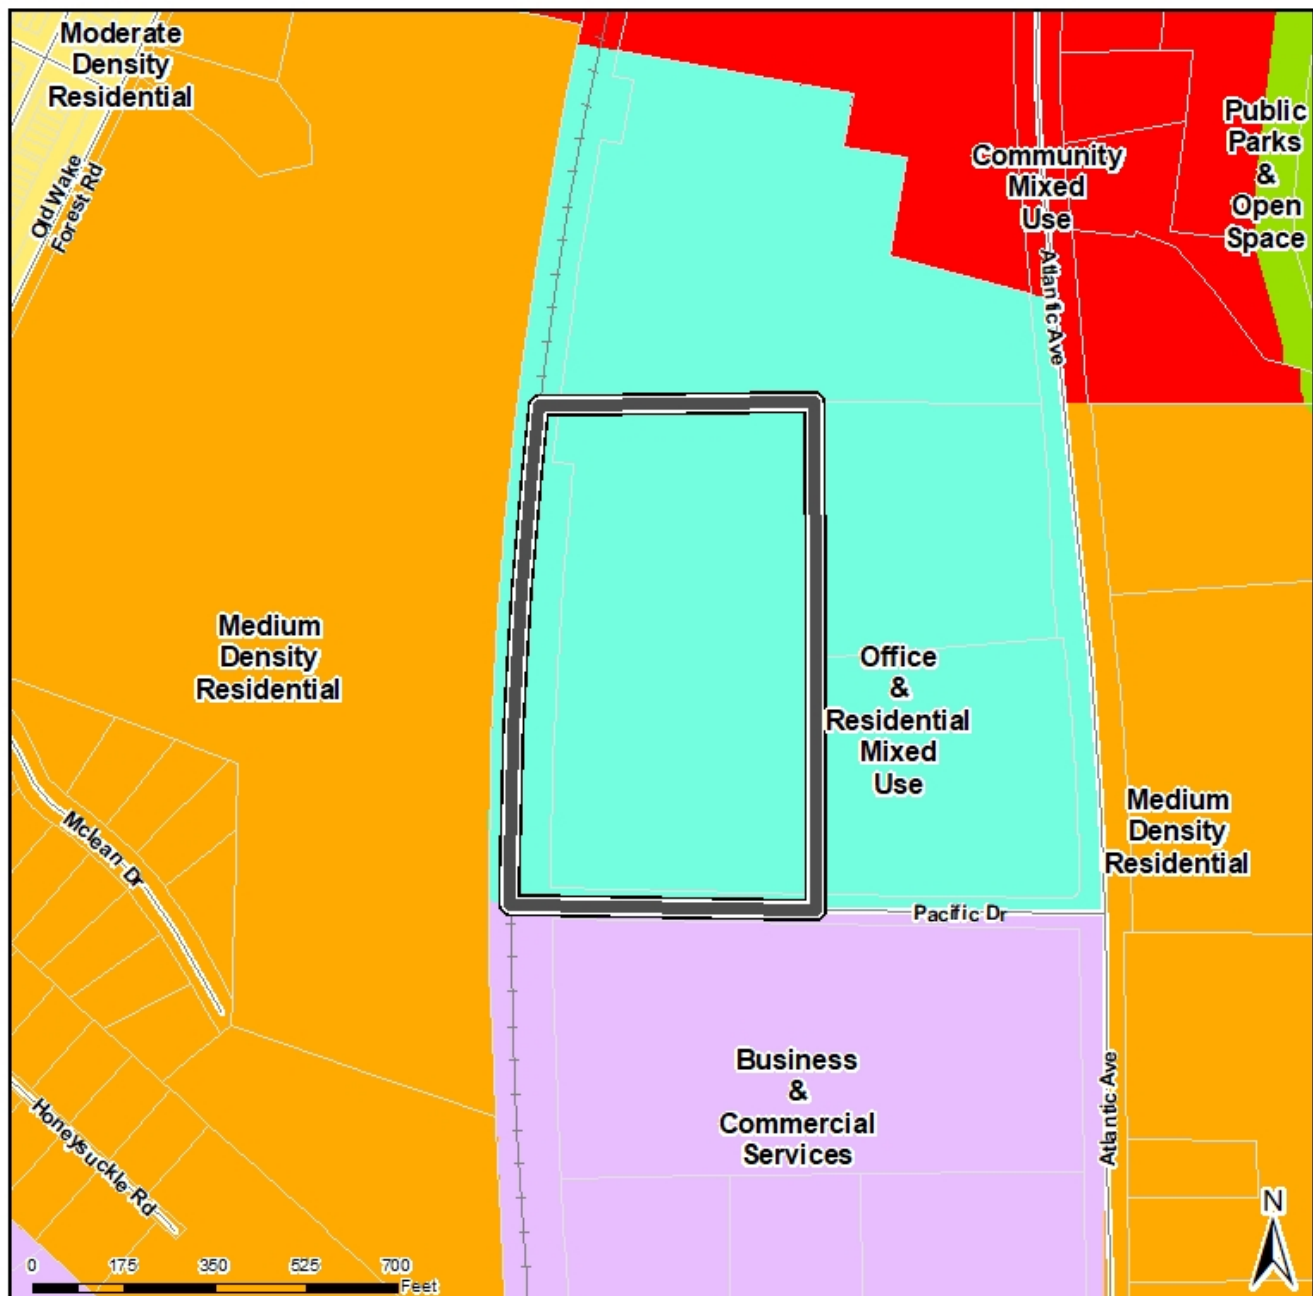 Moderate
Density
Residential
Old Wake
Forest Rd
Public
Parks
&
Open
Space
Community
Mixed
Use
Atlantic Ave
Medium
Density
Residential
Office
&
Residential
Mixed
Use
Medium
Density
Residential
Mclean Dr
Pacific Dr
Business
&
Commercial
Services
Atlantic Ave
Honeysuckle Rd
N
0 175 350 525 700
Feet